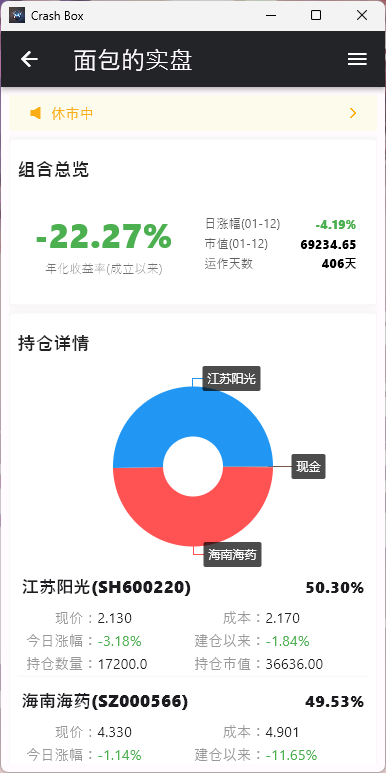 Crash Box
面包的实盘
休市中
组合总览
-22.27%
年化收益率(成立以来)
日涨幅(01-12) -4.19%
市值(01-12) 69234.65
运作天数 406天
持仓详情
江苏阳光
现金
海南海药
江苏阳光(SH600220) 50.30%
现价：2.130 成本：2.170
今日涨幅：-3.18% 建仓以来：-1.84%
持仓数量：17200.0 持仓市值：36636.00
海南海药(SZ000566) 49.53%
现价：4.330 成本：4.901
今日涨幅：-1.14% 建仓以来：-11.65%